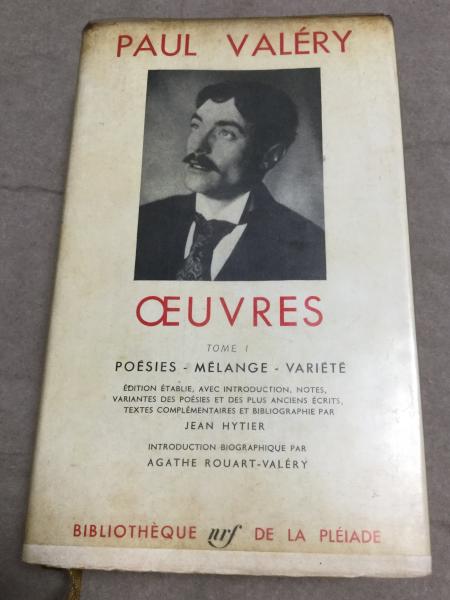 PAUL VALÉRY
ŒUVRES
TOME I
POÉSIES - MÉLANGE - VARIÉTÉ
ÉDITION ÉTABLIE, AVEC INTRODUCTION, NOTES,
VARIANTES DES POÉSIES ET DES PLUS ANCIENS ÉCRITS,
TEXTES COMPLÉMENTAIRES ET BIBLIOGRAPHIE PAR
JEAN HYTIER
INTRODUCTION BIOGRAPHIQUE PAR
AGATHE ROUART-VALÉRY
BIBLIOTHÈQUE nrf DE LA PLÉIADE